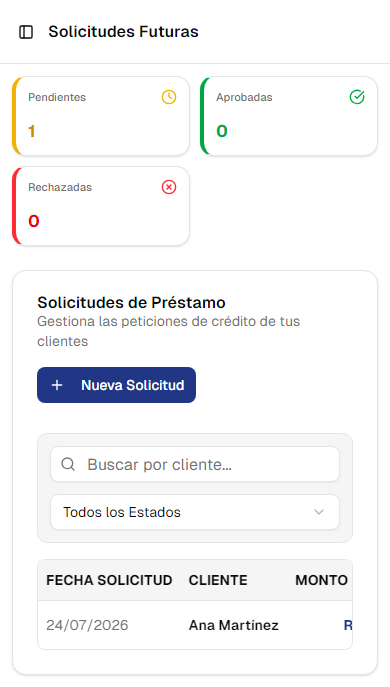 Solicitudes Futuras
Pendientes
1
Aprobadas
0
Rechazadas
0
Solicitudes de Préstamo
Gestiona las peticiones de crédito de tus
clientes
Nueva Solicitud
Buscar por cliente...
Todos los Estados
FECHA SOLICITUD CLIENTE MONTO
24/07/2026 Ana Martínez R